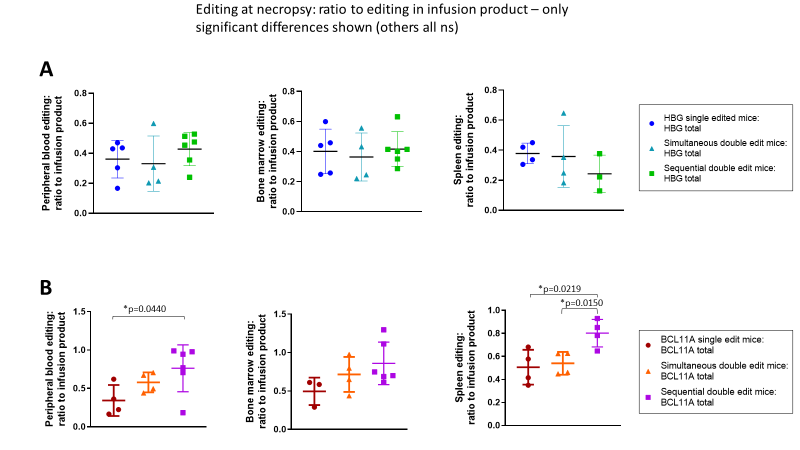 Editing at necropsy: ratio to editing in infusion product – only
significant differences shown (others all ns)
A
Peripheral blood editing:
ratio to infusion product
0.8
0.6
0.4
0.2
0.0
Bone marrow editing:
ratio to infusion product
0.8
0.6
0.4
0.2
0.0
Spleen editing:
ratio to infusion product
0.8
0.6
0.4
0.2
0.0
HBG single edited mice:
HBG total
Simultaneous double edit mice:
HBG total
Sequential double edit mice:
HBG total
B
Peripheral blood editing:
ratio to infusion product
1.5
1.0
0.5
0.0
*p=0.0440
Bone marrow editing:
ratio to infusion product
1.5
1.0
0.5
0.0
Spleen editing:
ratio to infusion product
1.0
0.8
0.6
0.4
0.2
0.0
*p=0.0219
*p=0.0150
BCL11A single edit mice:
BCL11A total
Simultaneous double edit mice:
BCL11A total
Sequential double edit mice:
BCL11A total